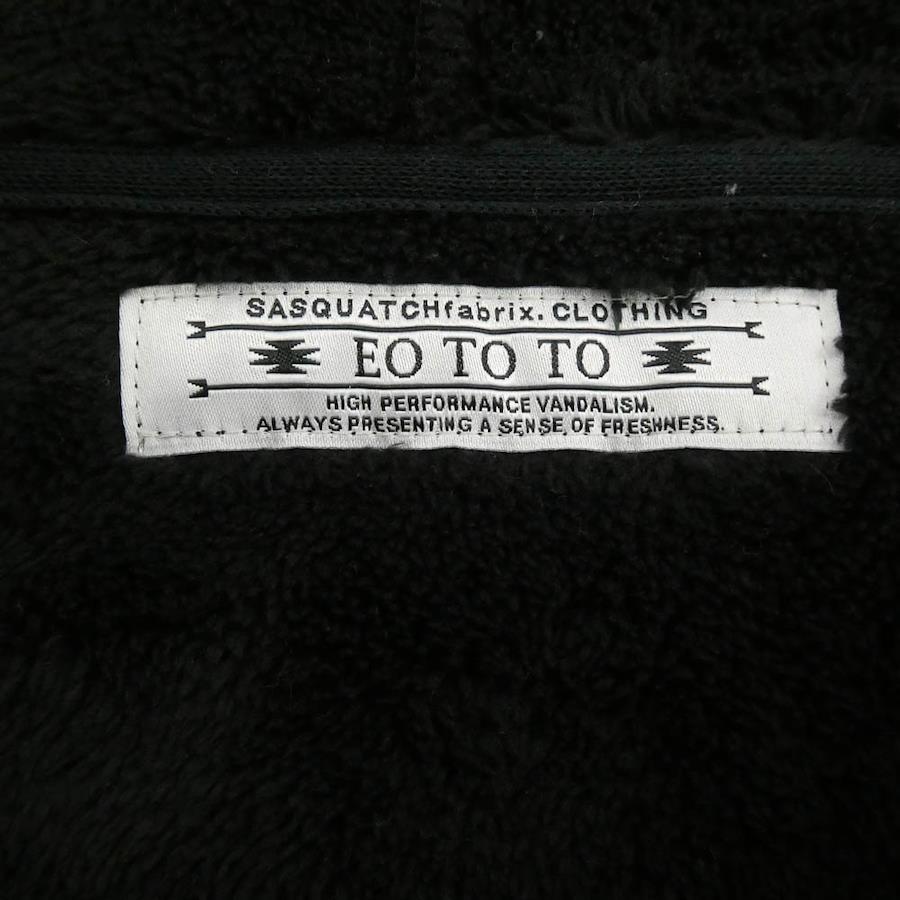 SASQUATCHfabrix. CLOTHING
EO TO TO
HIGH PERFORMANCE VANDALISM.
ALWAYS PRESENTING A SENSE OF FRESHNESS.